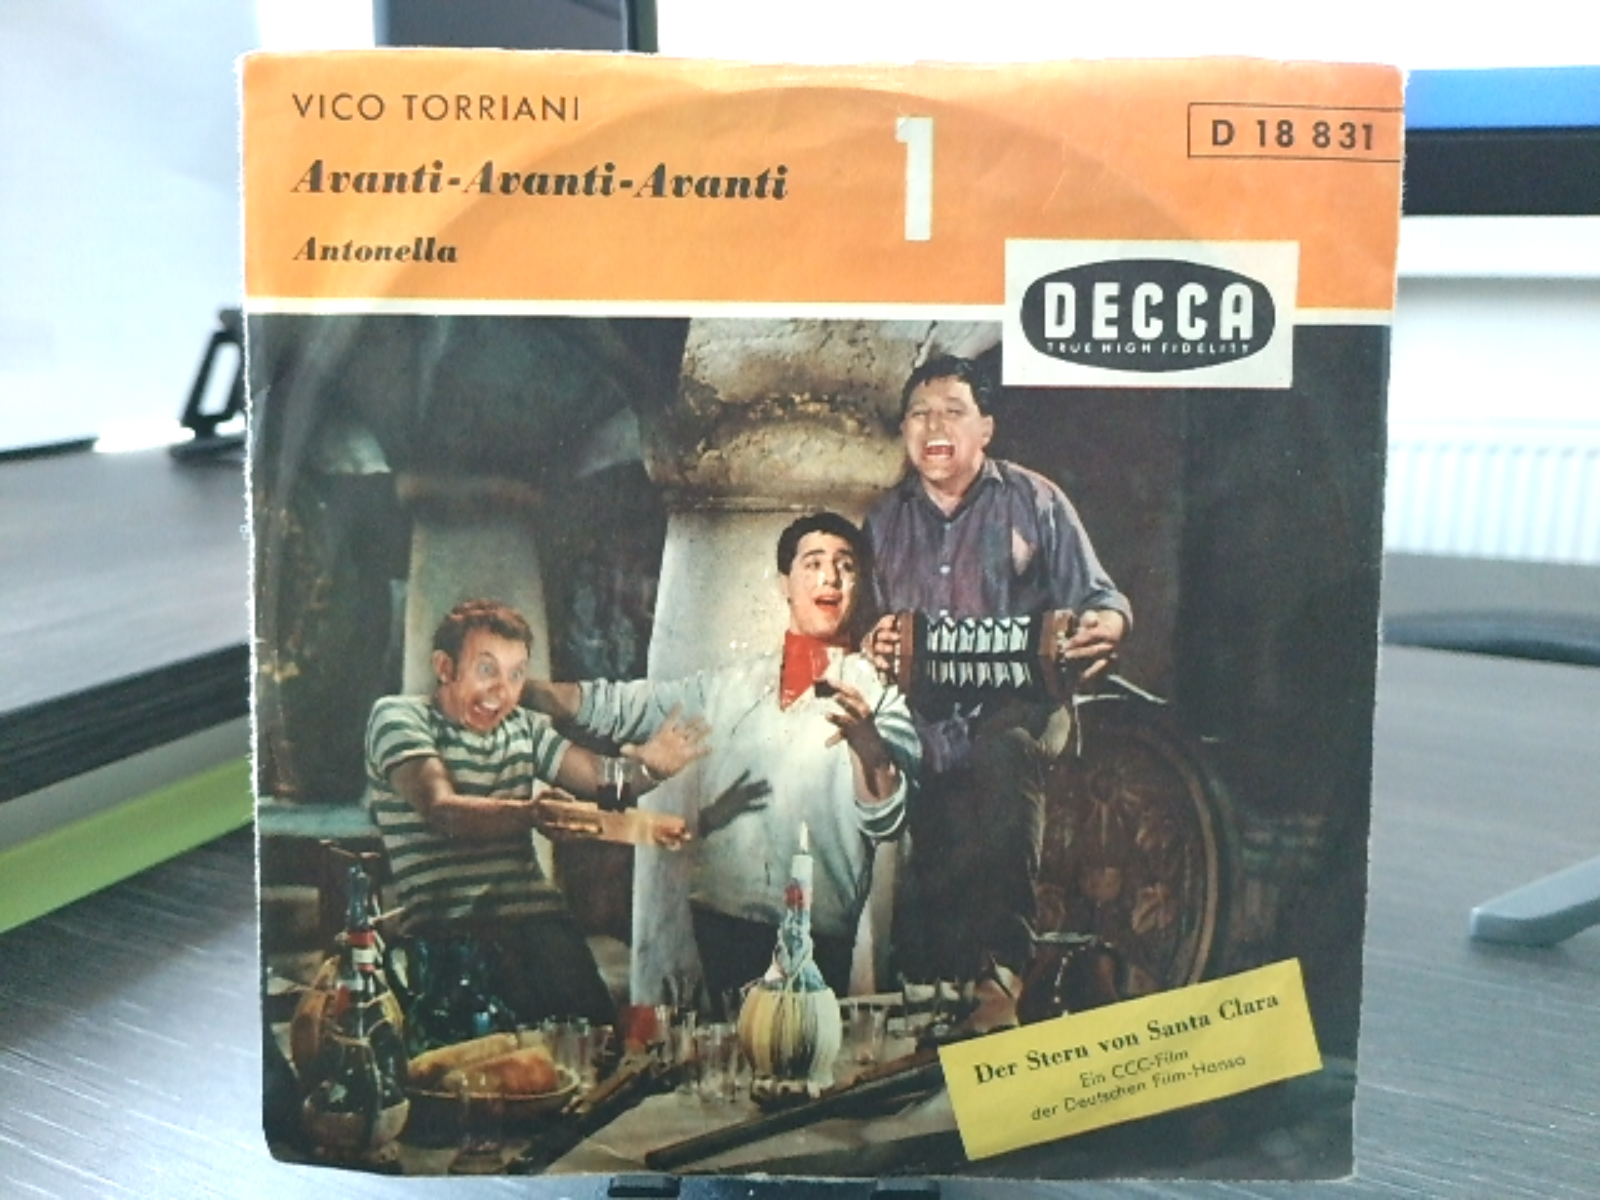 VICO TORRIANI
Avanti-Avanti-Avanti
Antonella
1
D 18 831
DECCA
TRUE HIGH FIDELITY
Der Stern von Santa Clara
Ein CCC-Film
der Deutschen Film-Hansa